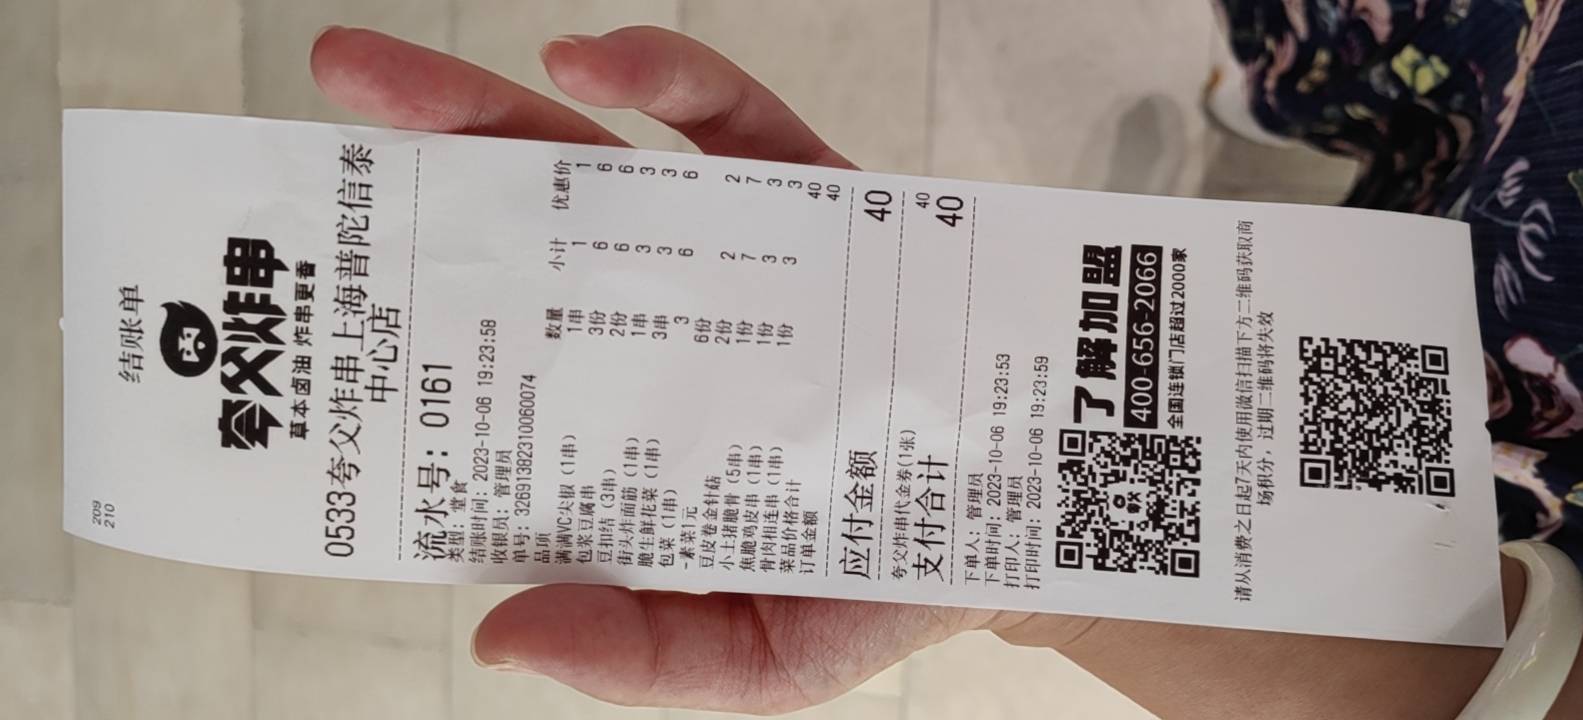 209
210
结账单
夸父炸串
草本卤油 炸串更香
0533夸父炸串上海普陀信泰
中心店
流水号: 0161
类型: 堂食
结账时间: 2023-10-06 19:23:58
收银员: 管理员
单号: 3269138231006​0074
品项 数量 小计 优惠价
满满VC尖椒(1串) 1串 1 1
包浆豆腐串 3份 6 6
豆扣结(3串) 2份 6 6
街头炸面筋(1串) 1串 3 3
脆生鲜花菜(1串) 3串 3 3
包菜(1串) 3 6 6
-素菜1元 6份
豆皮卷金针菇 2份 2 2
小土猪脆骨(5串) 1份 7 7
焦脆鸡皮串(1串) 1份 3 3
骨肉相连串(1串) 1份 3 3
菜品价格合计 40
订单金额 40
应付金额 40
夸父炸串代金券(1张) 40
支付合计 40
下单人: 管理员
下单时间: 2023-10-06 19:23:53
打印人: 管理员
打印时间: 2023-10-06 19:23:59
了解加盟
400-656-2066
全国连锁门店超过2000家
夸父
请从消费之日起7天内使用微信扫描下方二维码获取商
场积分，过期二维码将失效